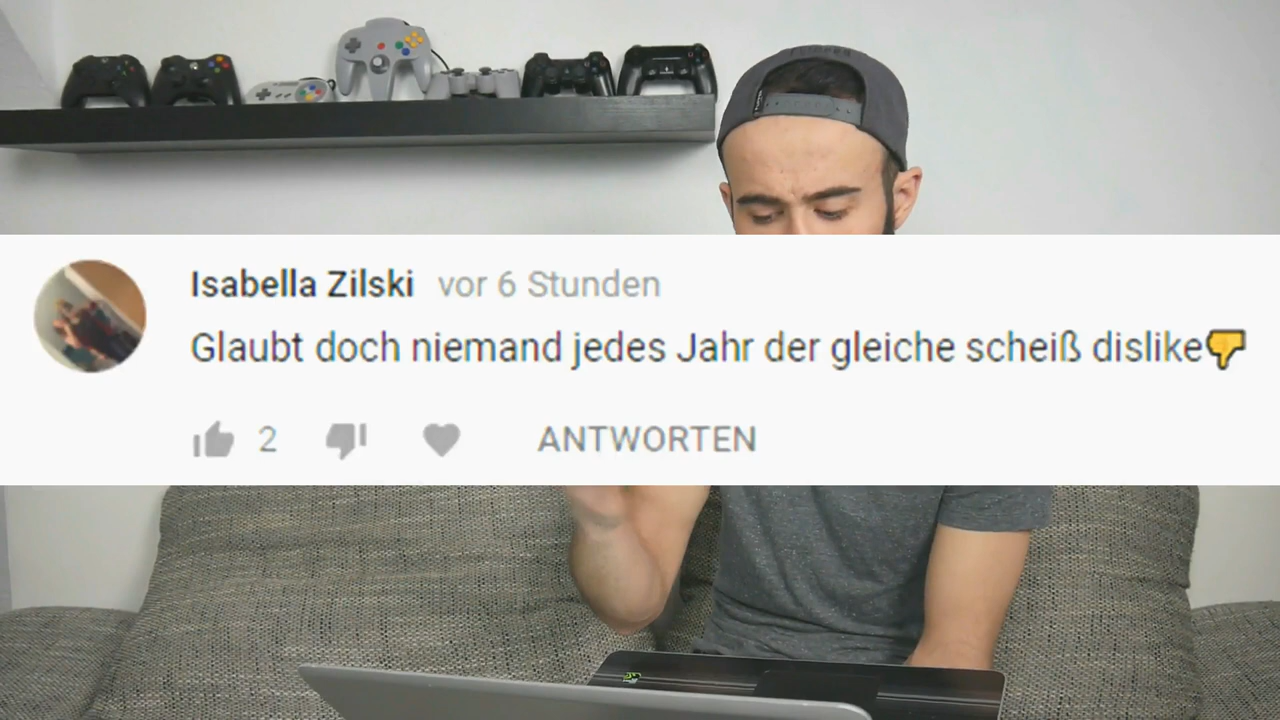 Isabella Zilski vor 6 Stunden
Glaubt doch niemand jedes Jahr der gleiche scheiß dislike👎
2
ANTWORTEN